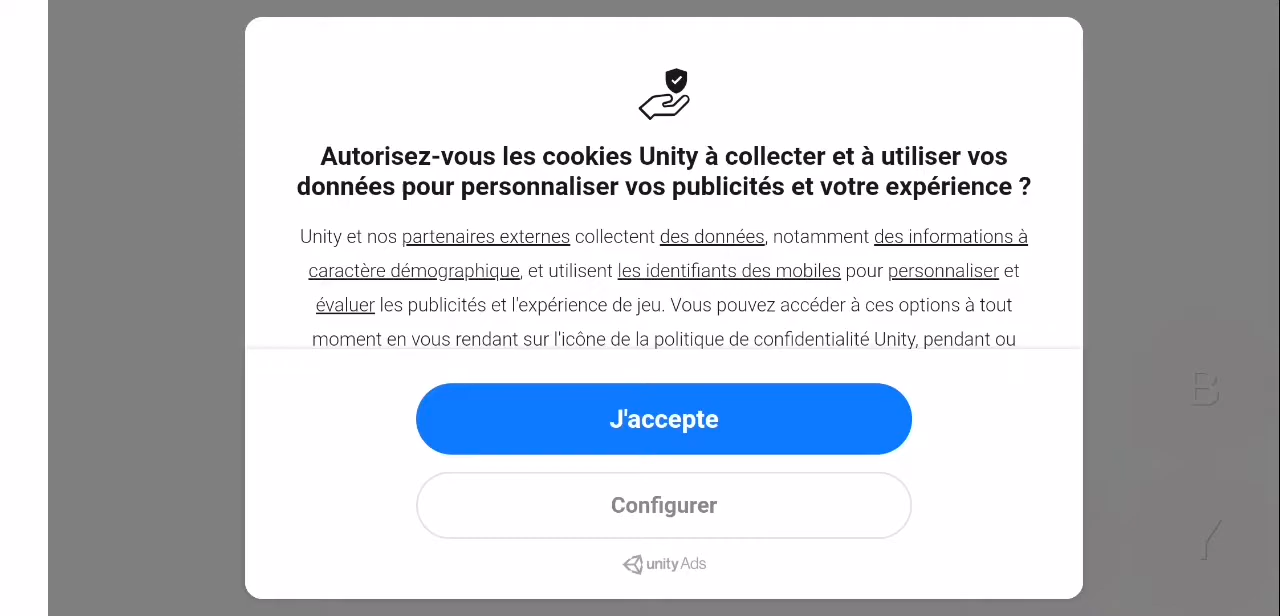 Autorisez-vous les cookies Unity à collecter et à utiliser vos
données pour personnaliser vos publicités et votre expérience ?
Unity et nos partenaires externes collectent des données, notamment des informations à
caractère démographique, et utilisent les identifiants des mobiles pour personnaliser et
évaluer les publicités et l'expérience de jeu. Vous pouvez accéder à ces options à tout
moment en vous rendant sur l'icône de la politique de confidentialité Unity, pendant ou
B
J'accepte
Configurer
Y
unity Ads